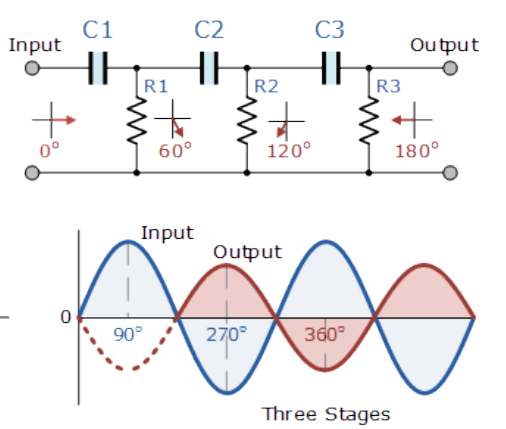 C1 C2 C3
Input Output
R1 R2 R3
0° 60° 120° 180°
Input
Output
0
90° 270° 360°
Three Stages